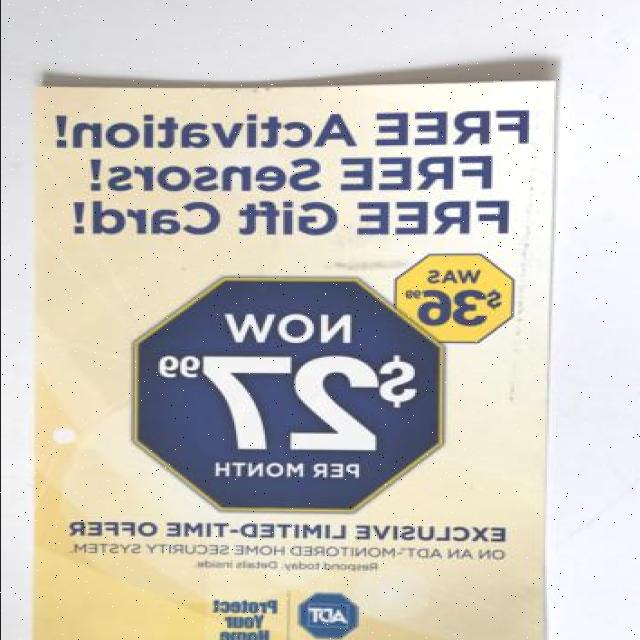 FREE Activation!
FREE Sensors!
FREE Gift Card!
WAS
$36.99
NOW
$27.99
PER MONTH
EXCLUSIVE LIMITED-TIME OFFER
ON AN ADT®-MONITORED HOME SECURITY SYSTEM.
Respond today. Details inside.
ADT
Protect
Your
Home